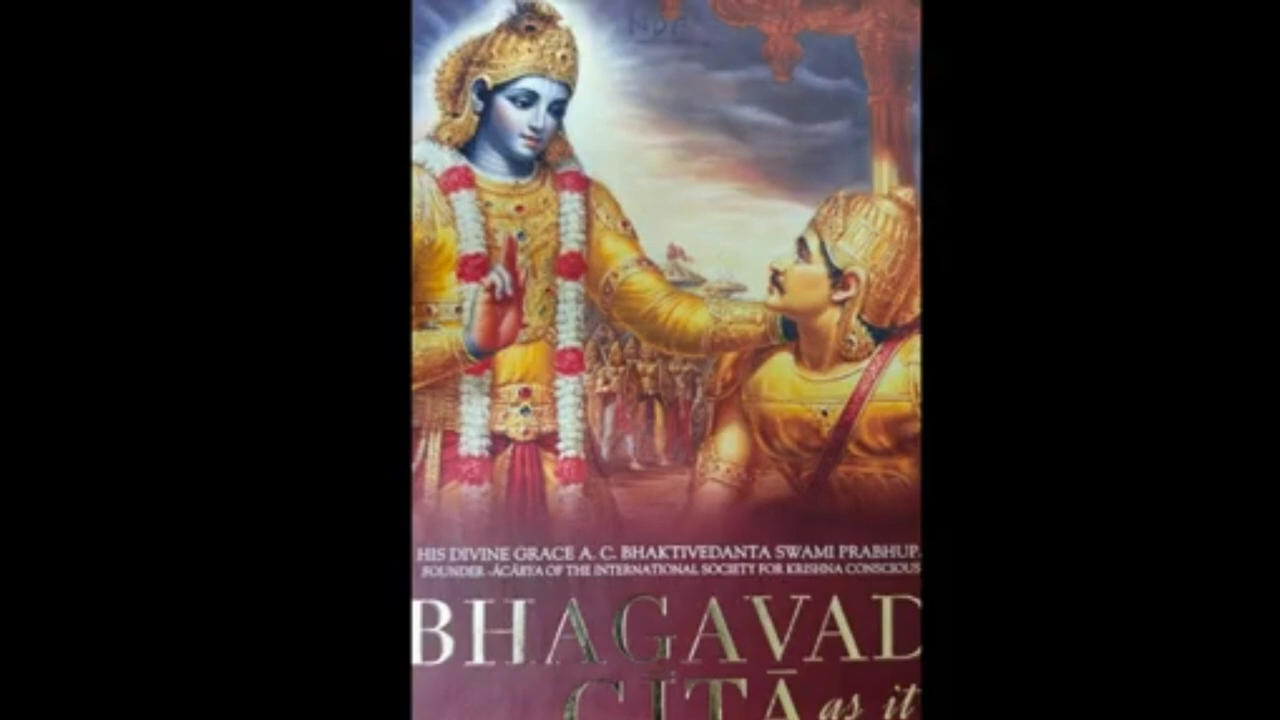 HIS DIVINE GRACE A. C. BHAKTIVEDANTA SWAMI PRABHUP
FOUNDER-ĀCĀRYA OF THE INTERNATIONAL SOCIETY FOR KRISHNA CONSCIOUS
BHAGAVAD
GĪTĀ as it